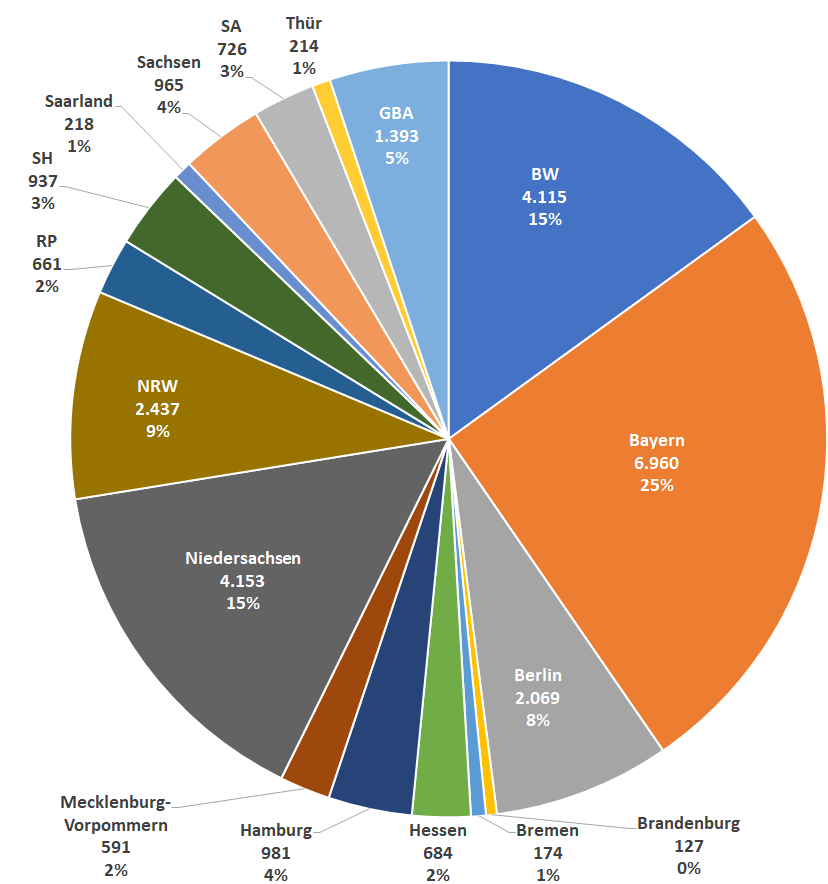 SA
726
3%
Thür
214
1%
Sachsen
965
4%
Saarland
218
1%
SH
937
3%
RP
661
2%
GBA
1.393
5%
BW
4.115
15%
NRW
2.437
9%
Bayern
6.960
25%
Niedersachsen
4.153
15%
Berlin
2.069
8%
Mecklenburg-
Vorpommern
591
2%
Hamburg
981
4%
Hessen
684
2%
Bremen
174
1%
Brandenburg
127
0%